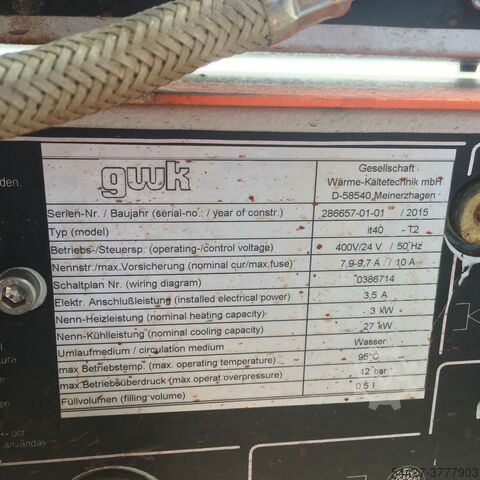 gwk
Gesellschaft
Wärme-Kältetechnik mbH
D-58540 Meinerzhagen
Serien-Nr. / Baujahr (serial-no.: / year of constr.) 286657-01-01 / 2015
Typ (model) it40 - T2
Betriebs-/Steuersp. (operating-/control voltage) 400V/24 V / 50 Hz
Nennstr./max.Vorsicherung (nominal cur/max.fuse) 7,9-9,7 A / 10 A
Schaltplan Nr. (wiring diagram) 0386714
Elektr. Anschlußleistung (installed electrical power) 3,5 A
Nenn-Heizleistung (nominal heating capacity) 3 kW
Nenn-Kühlleistung (nominal cooling capacity) 27 kW
Umlaufmedium / circulation medium Wasser
max Betriebstemp. (max. operating temperature) 95°C
max.Betriebsüberdruck (max.operat overpressure) 12 bar
Füllvolumen (filling volume) 0,5 l
den.
tura.
användas